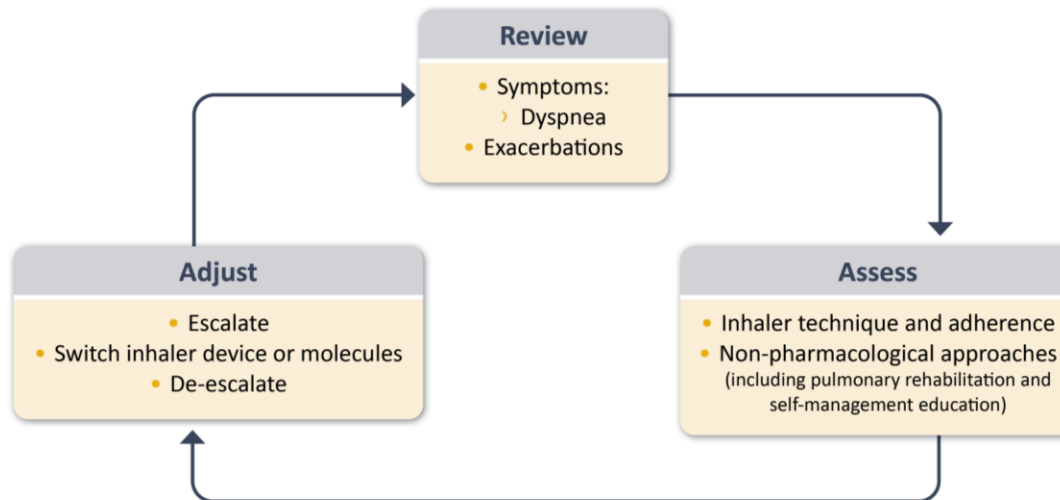 Review
• Symptoms:
› Dyspnea
• Exacerbations
Adjust
• Escalate
• Switch inhaler device or molecules
• De-escalate
Assess
• Inhaler technique and adherence
• Non-pharmacological approaches
(including pulmonary rehabilitation and
self-management education)